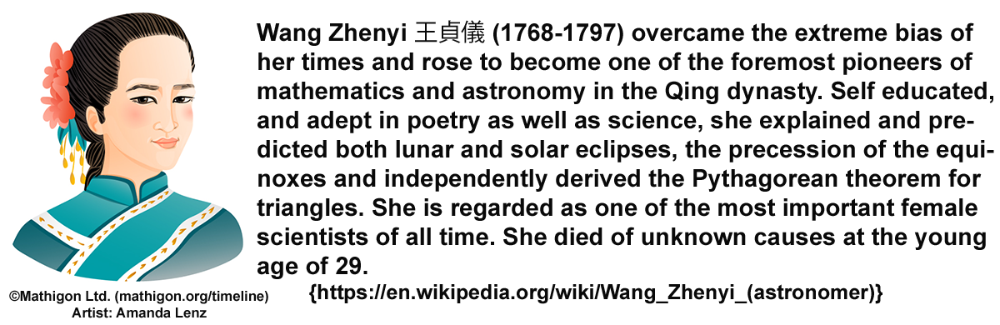 Wang Zhenyi 王貞儀 (1768-1797) overcame the extreme bias of
her times and rose to become one of the foremost pioneers of
mathematics and astronomy in the Qing dynasty. Self educated,
and adept in poetry as well as science, she explained and pre-
dicted both lunar and solar eclipses, the precession of the equi-
noxes and independently derived the Pythagorean theorem for
triangles. She is regarded as one of the most important female
scientists of all time. She died of unknown causes at the young
age of 29.
{https://en.wikipedia.org/wiki/Wang_Zhenyi_(astronomer)}
©Mathigon Ltd. (mathigon.org/timeline)
Artist: Amanda Lenz